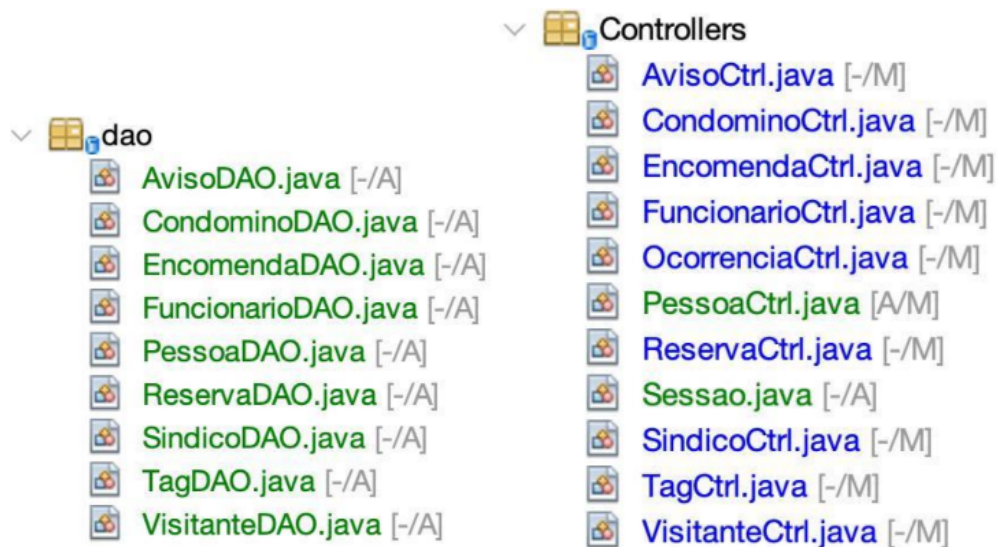 dao
AvisoDAO.java [-/A]
CondominoDAO.java [-/A]
EncomendaDAO.java [-/A]
FuncionarioDAO.java [-/A]
PessoaDAO.java [-/A]
ReservaDAO.java [-/A]
SindicoDAO.java [-/A]
TagDAO.java [-/A]
VisitanteDAO.java [-/A]
Controllers
AvisoCtrl.java [-/M]
CondominoCtrl.java [-/M]
EncomendaCtrl.java [-/M]
FuncionarioCtrl.java [-/M]
OcorrenciaCtrl.java [-/M]
PessoaCtrl.java [A/M]
ReservaCtrl.java [-/M]
Sessao.java [-/A]
SindicoCtrl.java [-/M]
TagCtrl.java [-/M]
VisitanteCtrl.java [-/M]